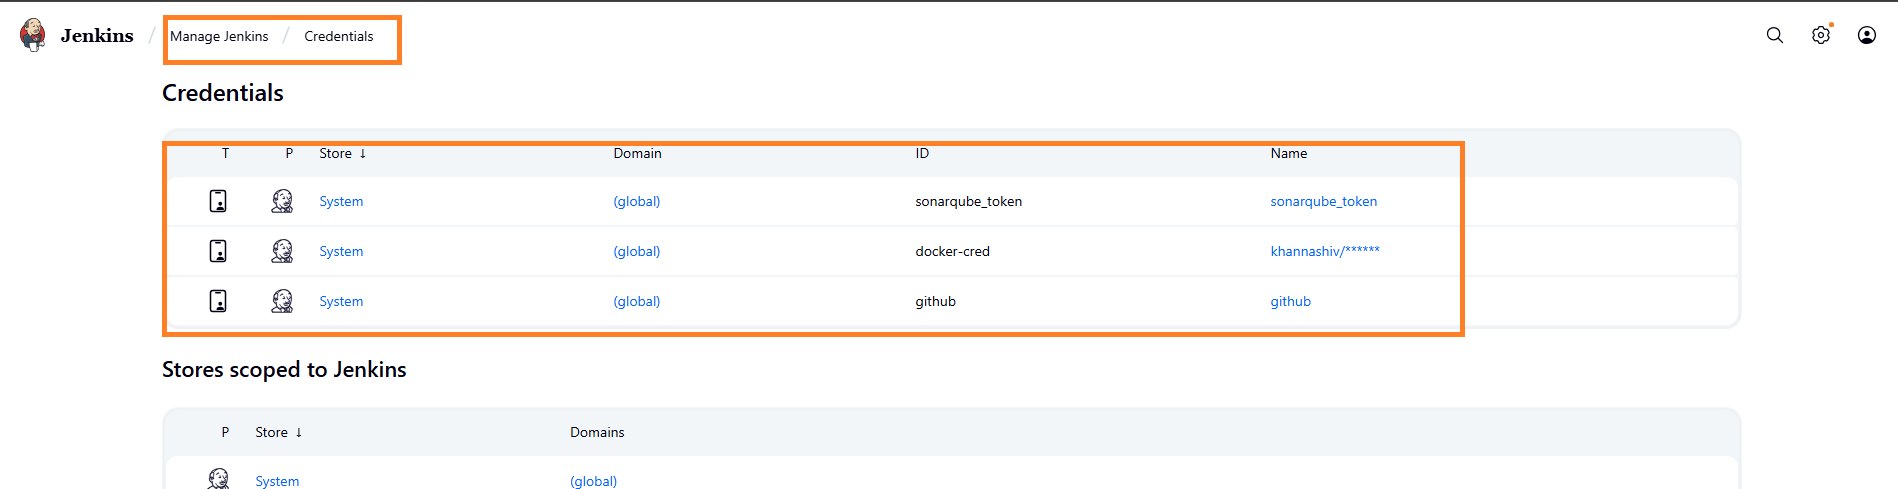 Jenkins / Manage Jenkins / Credentials
Credentials
T P Store ↓ Domain ID Name
System (global) sonarqube_token sonarqube_token
System (global) docker-cred khannashiv/******
System (global) github github
Stores scoped to Jenkins
P Store ↓ Domains
System (global)